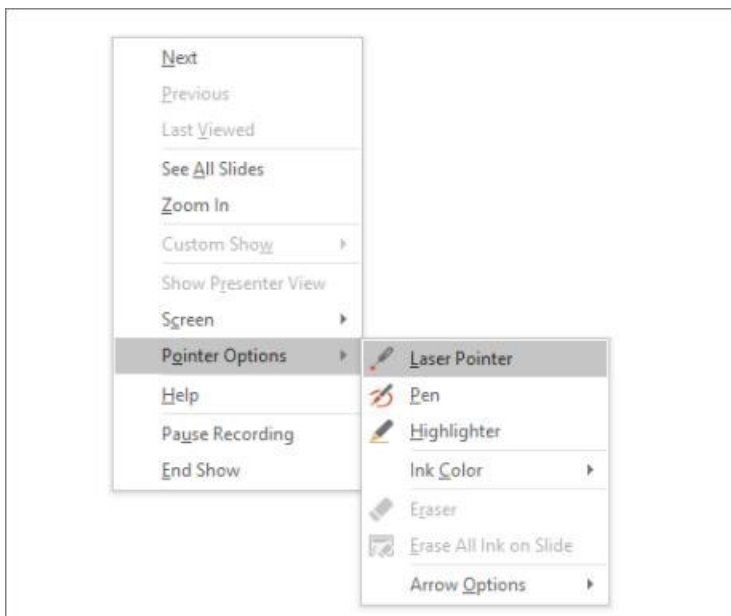 Next
Previous
Last Viewed
See All Slides
Zoom In
Custom Show
Show Presenter View
Screen
Pointer Options
Help
Pause Recording
End Show
Laser Pointer
Pen
Highlighter
Ink Color
Eraser
Erase All Ink on Slide
Arrow Options